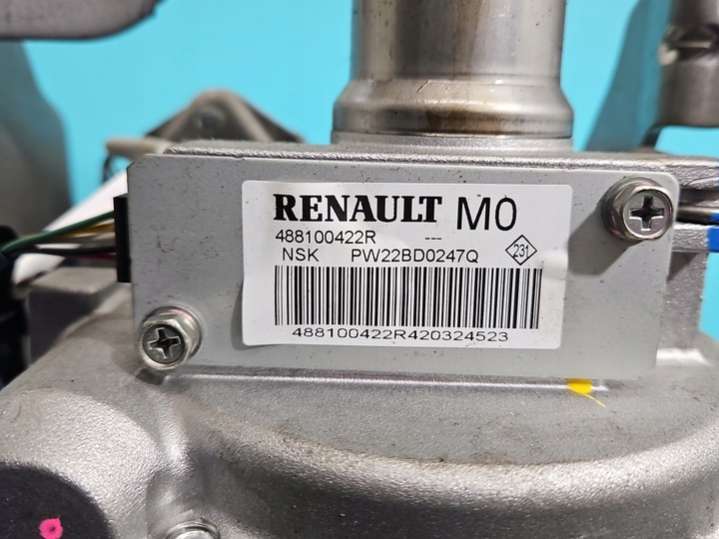 RENAULT M0
488100422R ---
NSK PW22BD0247Q 231
488100422R420324523